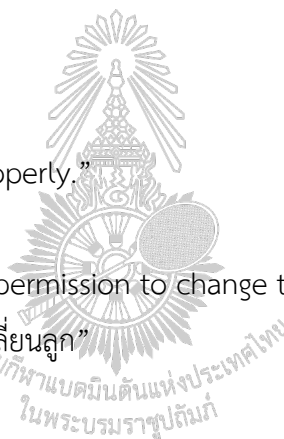 operly.”
permission to change t
ลี่ยนลูก”
กีฬาแบดมินตันแห่งประเทศไทย
ในพระบรมราชูปถัมภ์